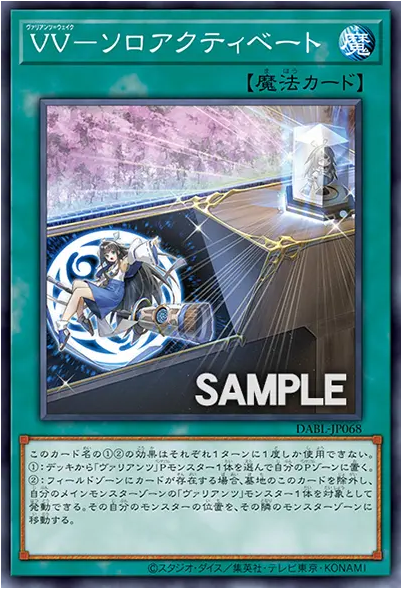 ヴァリアンツ＝ウェイク
VV－ソロアクティベート
魔
【魔法カード】
SAMPLE
DABL-JP068
このカード名の①②の効果はそれぞれ1ターンに1度しか使用できない。
①：デッキから「ヴァリアンツ」Pモンスター1体を選んで自分のPゾーンに置く。
②：フィールドゾーンにカードが存在する場合、墓地のこのカードを除外し、
自分のメインモンスターゾーンの「ヴァリアンツ」モンスター1体を対象として
発動できる。その自分のモンスターの位置を、その隣のモンスターゾーンに
移動する。
©スタジオ・ダイス／集英社・テレビ東京・KONAMI